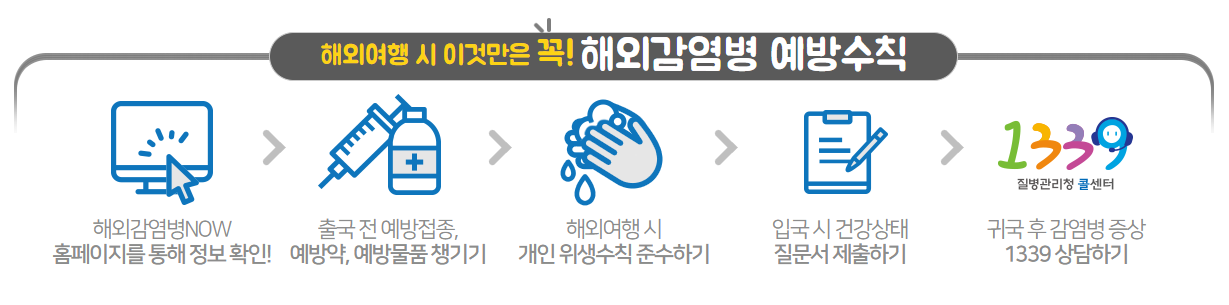 해외여행 시 이것만은 꼭! 해외감염병 예방수칙
1339
질병관리청 콜센터
해외감염병NOW
홈페이지를 통해 정보 확인!
출국 전 예방접종,
예방약, 예방물품 챙기기
해외여행 시
개인 위생수칙 준수하기
입국 시 건강상태
질문서 제출하기
귀국 후 감염병 증상
1339 상담하기